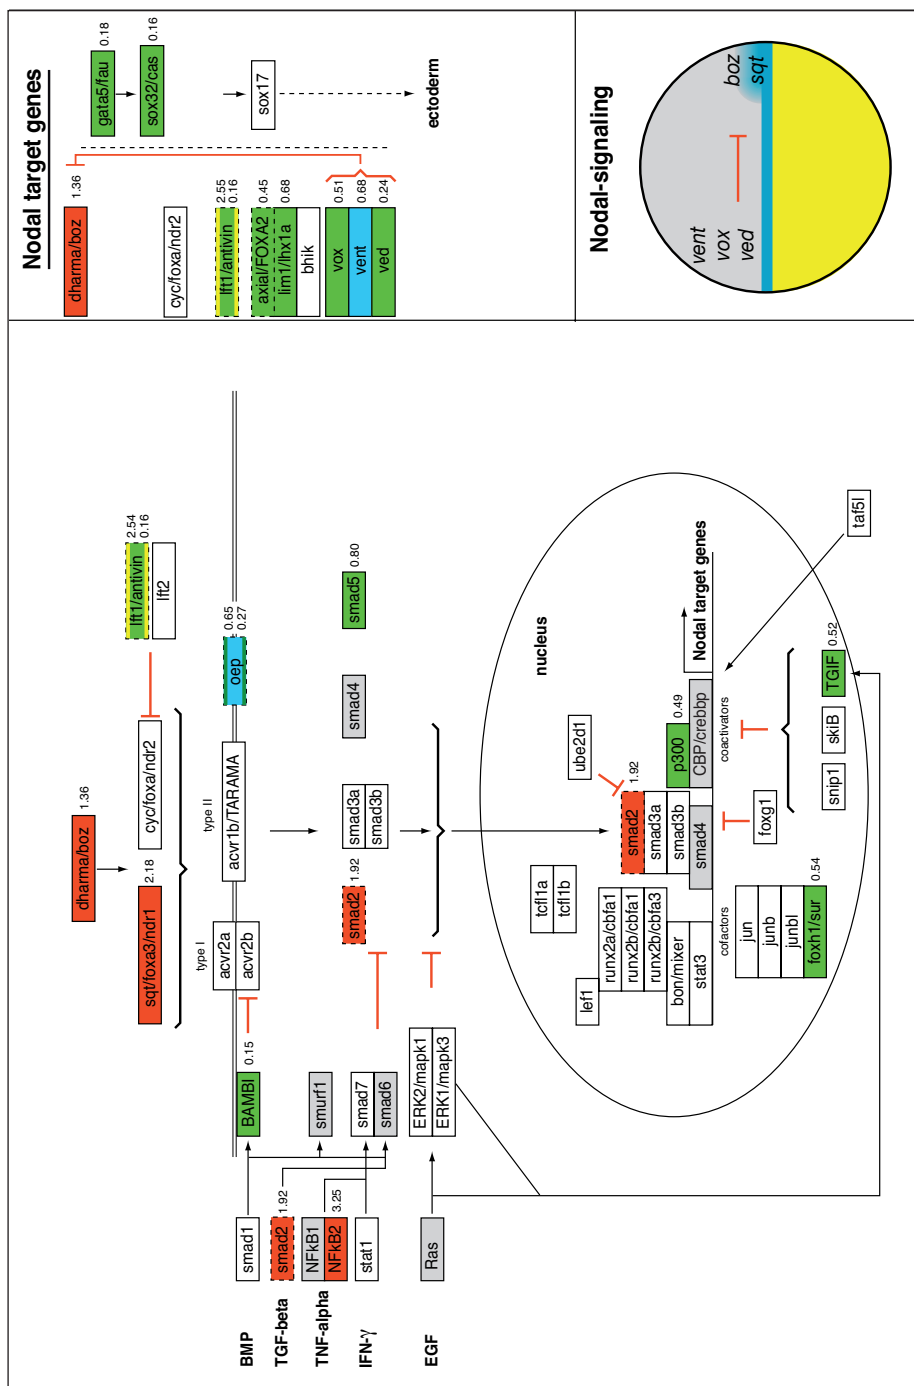 dharma/boz
1.36
sqt/foxa3/ndr1
2.18
cyc/foxa/ndr2
lft1/antivin
2.54
0.16
lft2
type I
acvr2a
acvr2b
type II
acvr1b/TARAMA
oep
0.65
0.27
BMP
smad1
BAMBI
0.15
TGF-beta
smad2
1.92
smurf1
TNF-alpha
NFkB1
NFkB2
3.25
IFN-γ
stat1
smad7
smad6
smad2
1.92
smad3a
smad3b
smad4
smad5
0.80
EGF
Ras
ERK2/mapk1
ERK1/mapk3
nucleus
tcfl1a
tcfl1b
ube2d1
lef1
runx2a/cbfa1
runx2b/cbfa1
runx2b/cbfa3
bon/mixer
stat3
smad2
1.92
smad3a
smad3b
smad4
p300
0.49
CBP/crebbp
Nodal target genes
cofactors
coactivators
jun
junb
junbl
foxh1/sur
0.54
foxg1
snip1
skiB
TGIF
0.52
taf5l
Nodal target genes
dharma/boz
1.36
gata5/fau
0.18
sox32/cas
0.16
cyc/foxa/ndr2
lft1/antivin
2.55
0.16
sox17
axial/FOXA2
0.45
lim1/lhx1a
0.68
bhik
vox
0.51
vent
0.68
ved
0.24
ectoderm
Nodal-signaling
vent
vox
ved
boz
sqt